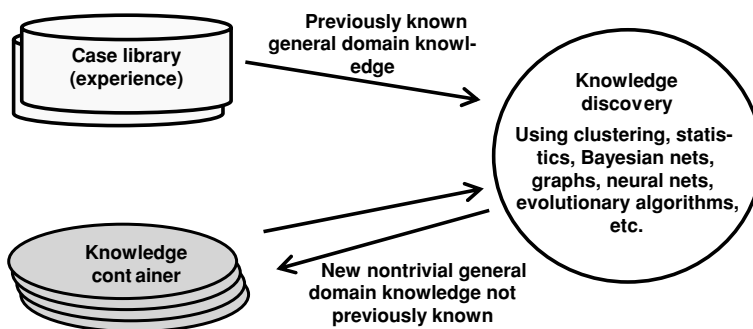 Case library
(experience)
Previously known
general domain knowl-
edge
Knowledge
discovery
Using clustering, statis-
tics, Bayesian nets,
graphs, neural nets,
evolutionary algorithms,
etc.
Knowledge
cont ainer
New nontrivial general
domain knowledge not
previously known